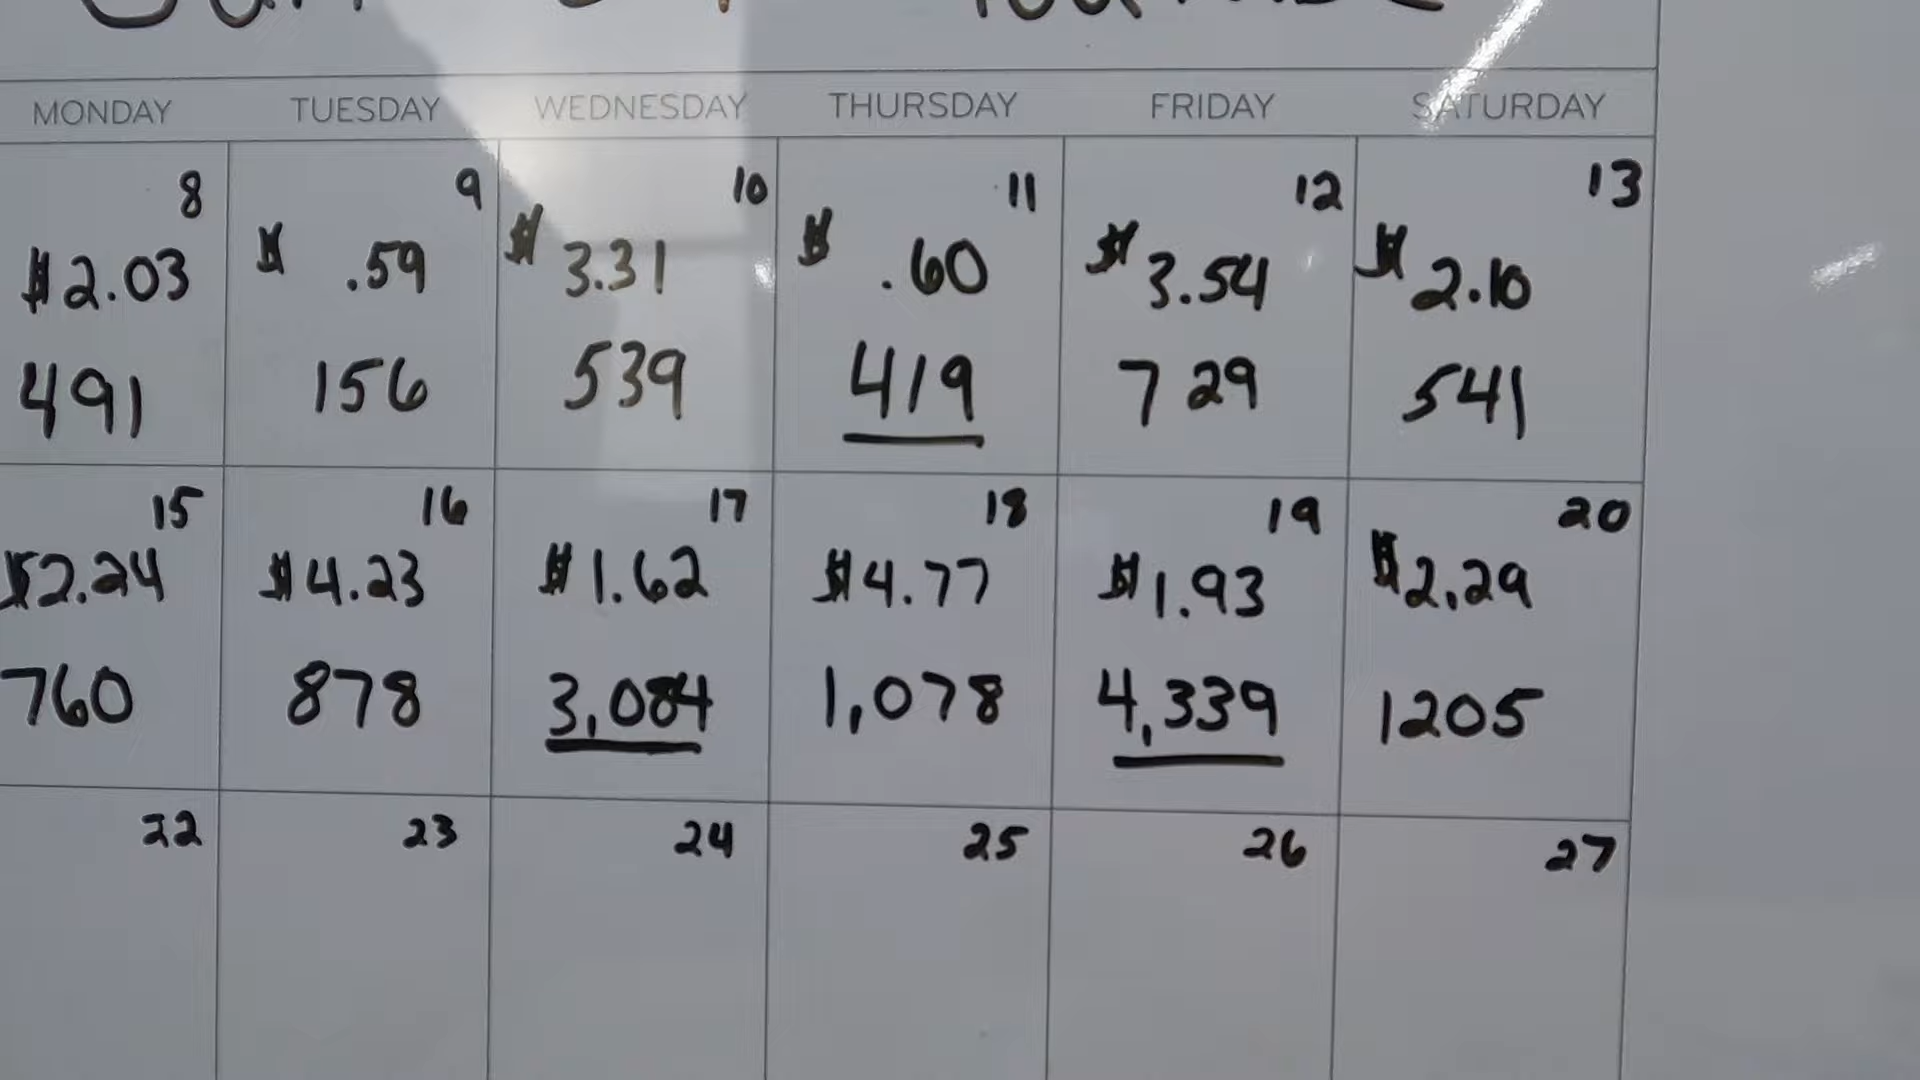 MONDAY TUESDAY WEDNESDAY THURSDAY FRIDAY SATURDAY
8 9 10 11 12 13
$2.03 $ .59 $3.31 $ .60 $3.54 $2.10
491 156 539 419 729 541
15 16 17 18 19 20
$2.24 $4.23 $1.62 $4.77 $1.93 $2.29
760 878 3,084 1,078 4,339 1205
22 23 24 25 26 27